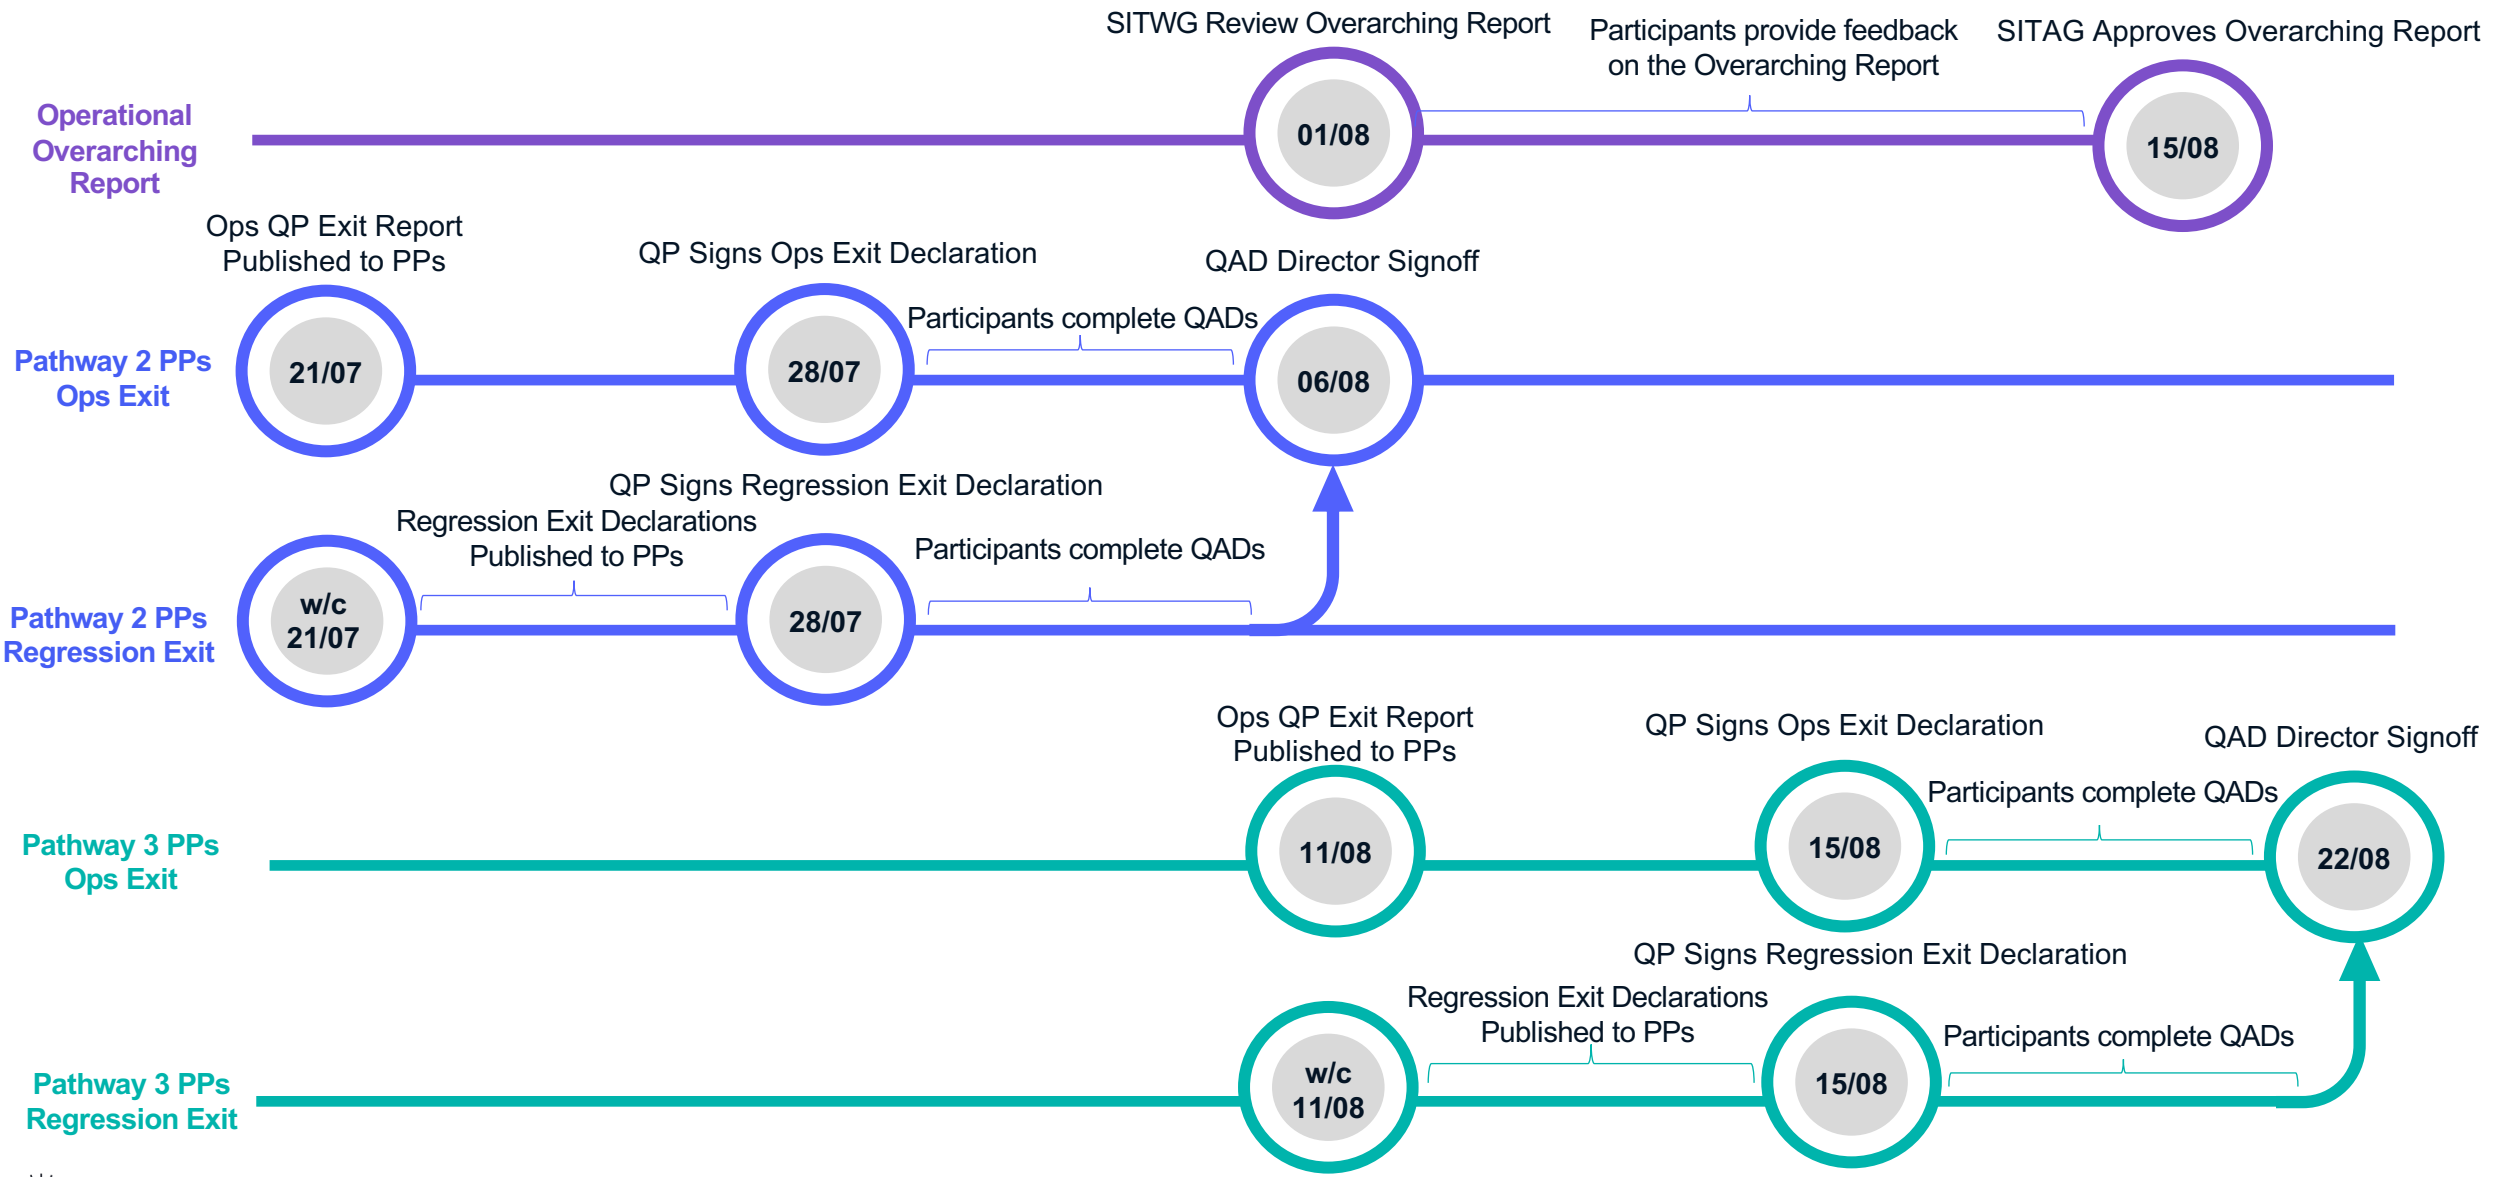 SITWG Review Overarching Report
Participants provide feedback
on the Overarching Report
SITAG Approves Overarching Report
Operational
Overarching
Report
01/08
15/08
Ops QP Exit Report
Published to PPs
QP Signs Ops Exit Declaration
QAD Director Signoff
Participants complete QADs
Pathway 2 PPs
Ops Exit
21/07
28/07
06/08
QP Signs Regression Exit Declaration
Regression Exit Declarations
Published to PPs
Participants complete QADs
Pathway 2 PPs
Regression Exit
w/c
21/07
28/07
Ops QP Exit Report
Published to PPs
QP Signs Ops Exit Declaration
QAD Director Signoff
Participants complete QADs
Pathway 3 PPs
Ops Exit
11/08
15/08
22/08
QP Signs Regression Exit Declaration
Regression Exit Declarations
Published to PPs
Participants complete QADs
Pathway 3 PPs
Regression Exit
w/c
11/08
15/08